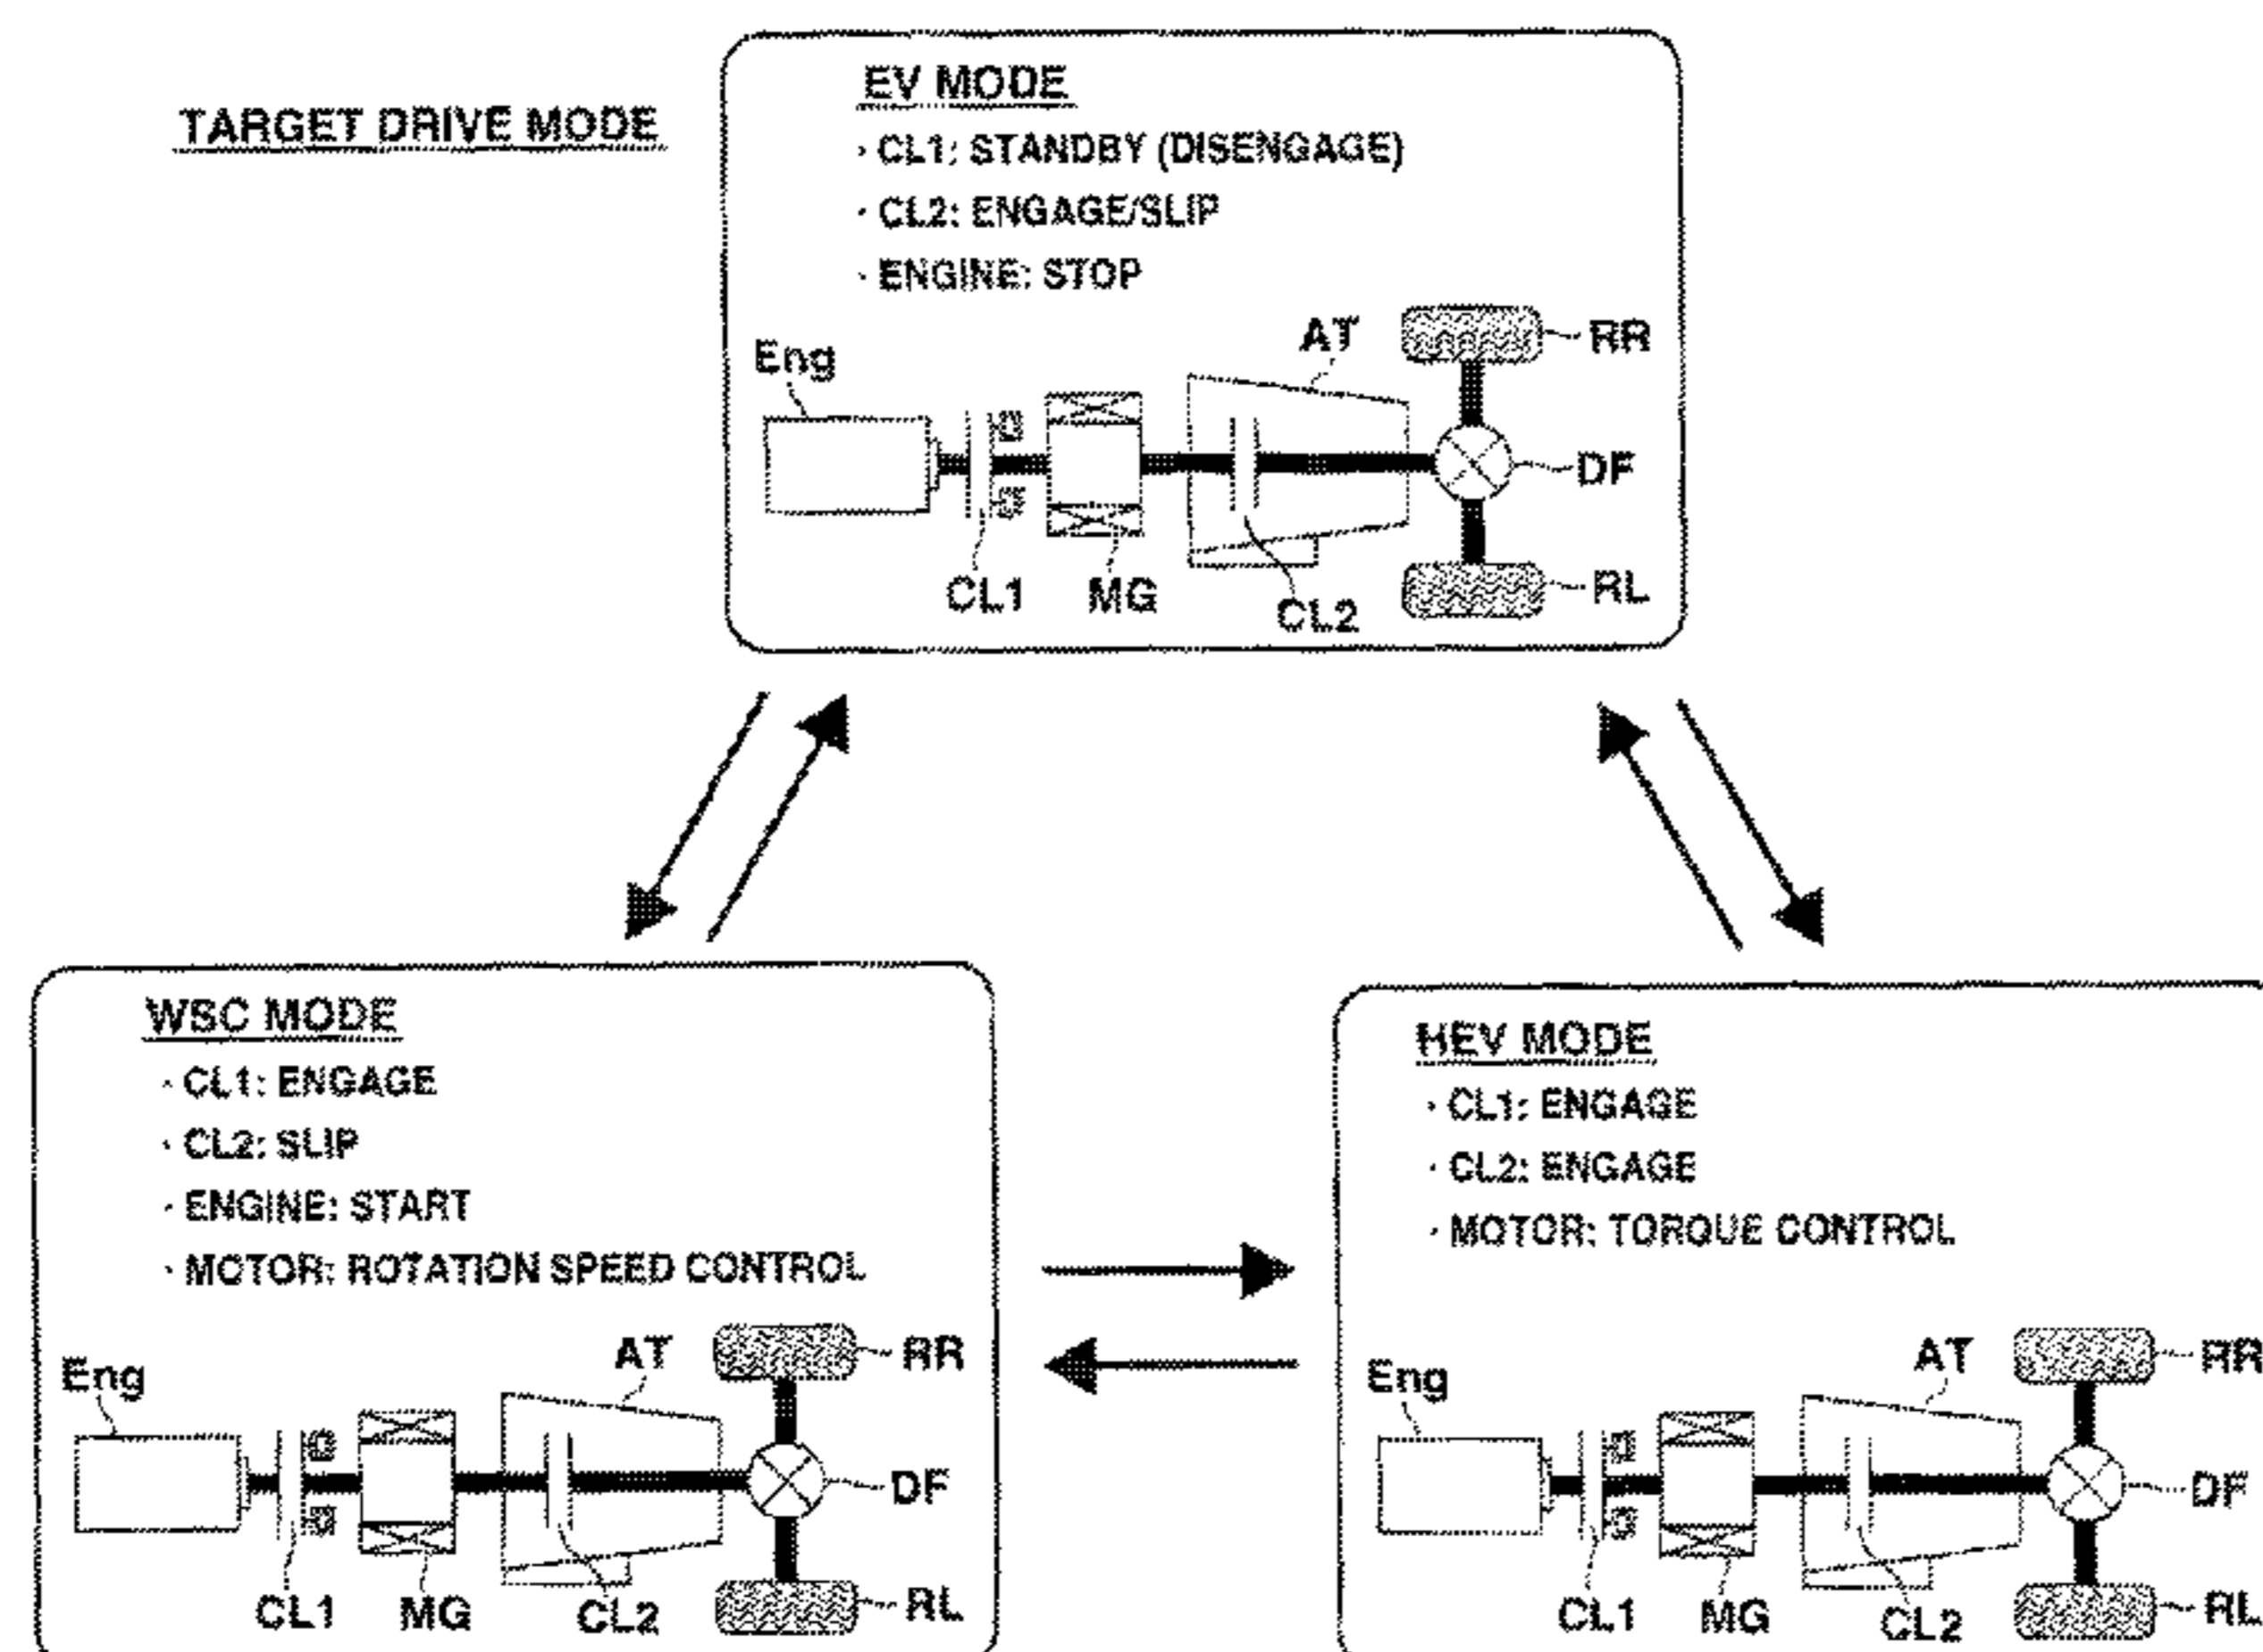 TARGET DRIVE MODE
EV MODE
· CL1: STANDBY (DISENGAGE)
· CL2: ENGAGE/SLIP
· ENGINE: STOP
Eng
AT
RR
DF
RL
CL1
MG
CL2
WSC MODE
· CL1: ENGAGE
· CL2: SLIP
· ENGINE: START
· MOTOR: ROTATION SPEED CONTROL
Eng
AT
RR
DF
RL
CL1
MG
CL2
HEV MODE
· CL1: ENGAGE
· CL2: ENGAGE
· MOTOR: TORQUE CONTROL
Eng
AT
RR
DF
RL
CL1
MG
CL2